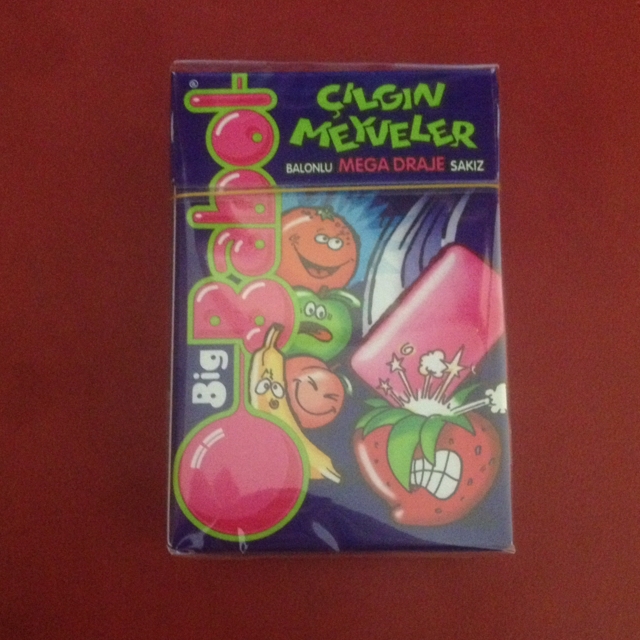 Big Babol
ÇILGIN
MEYVELER
BALONLU MEGA DRAJE SAKIZ